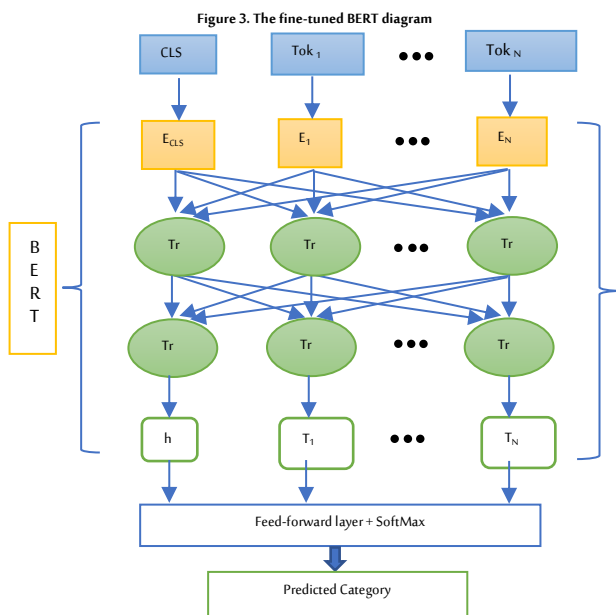 Figure 3. The fine-tuned BERT diagram
CLS Tok 1 ••• Tok N
E CLS E1 ••• EN
B
E
R
T
Tr Tr ••• Tr
Tr Tr ••• Tr
h T1 ••• TN
Feed-forward layer + SoftMax
Predicted Category